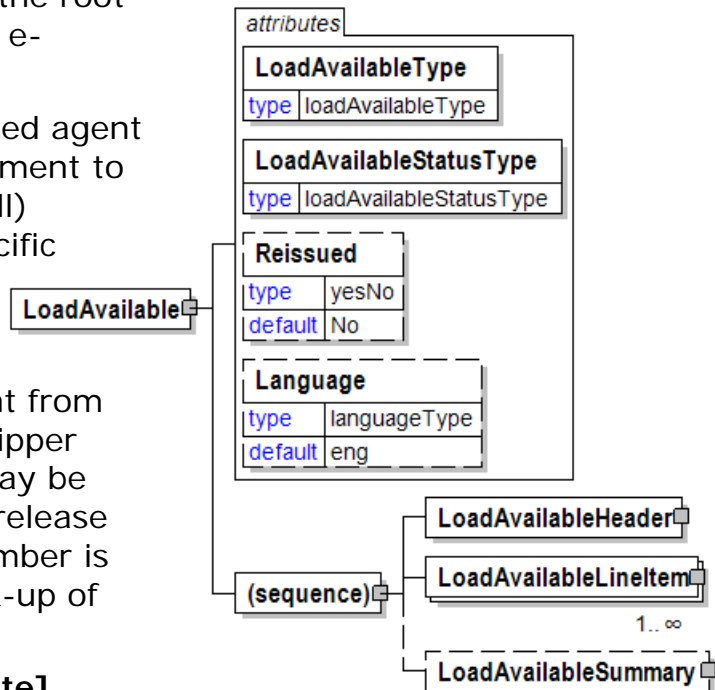 the root
e-
ed agent
ment to
ll)
cific
t from
ipper
ay be
release
mber is
-up of
te]
attributes
LoadAvailableType
type loadAvailableType
LoadAvailableStatusType
type loadAvailableStatusType
Reissued
type yesNo
default No
Language
type languageType
default eng
LoadAvailable
(sequence)
LoadAvailableHeader
LoadAvailableLineItem
1.. ∞
LoadAvailableSummary